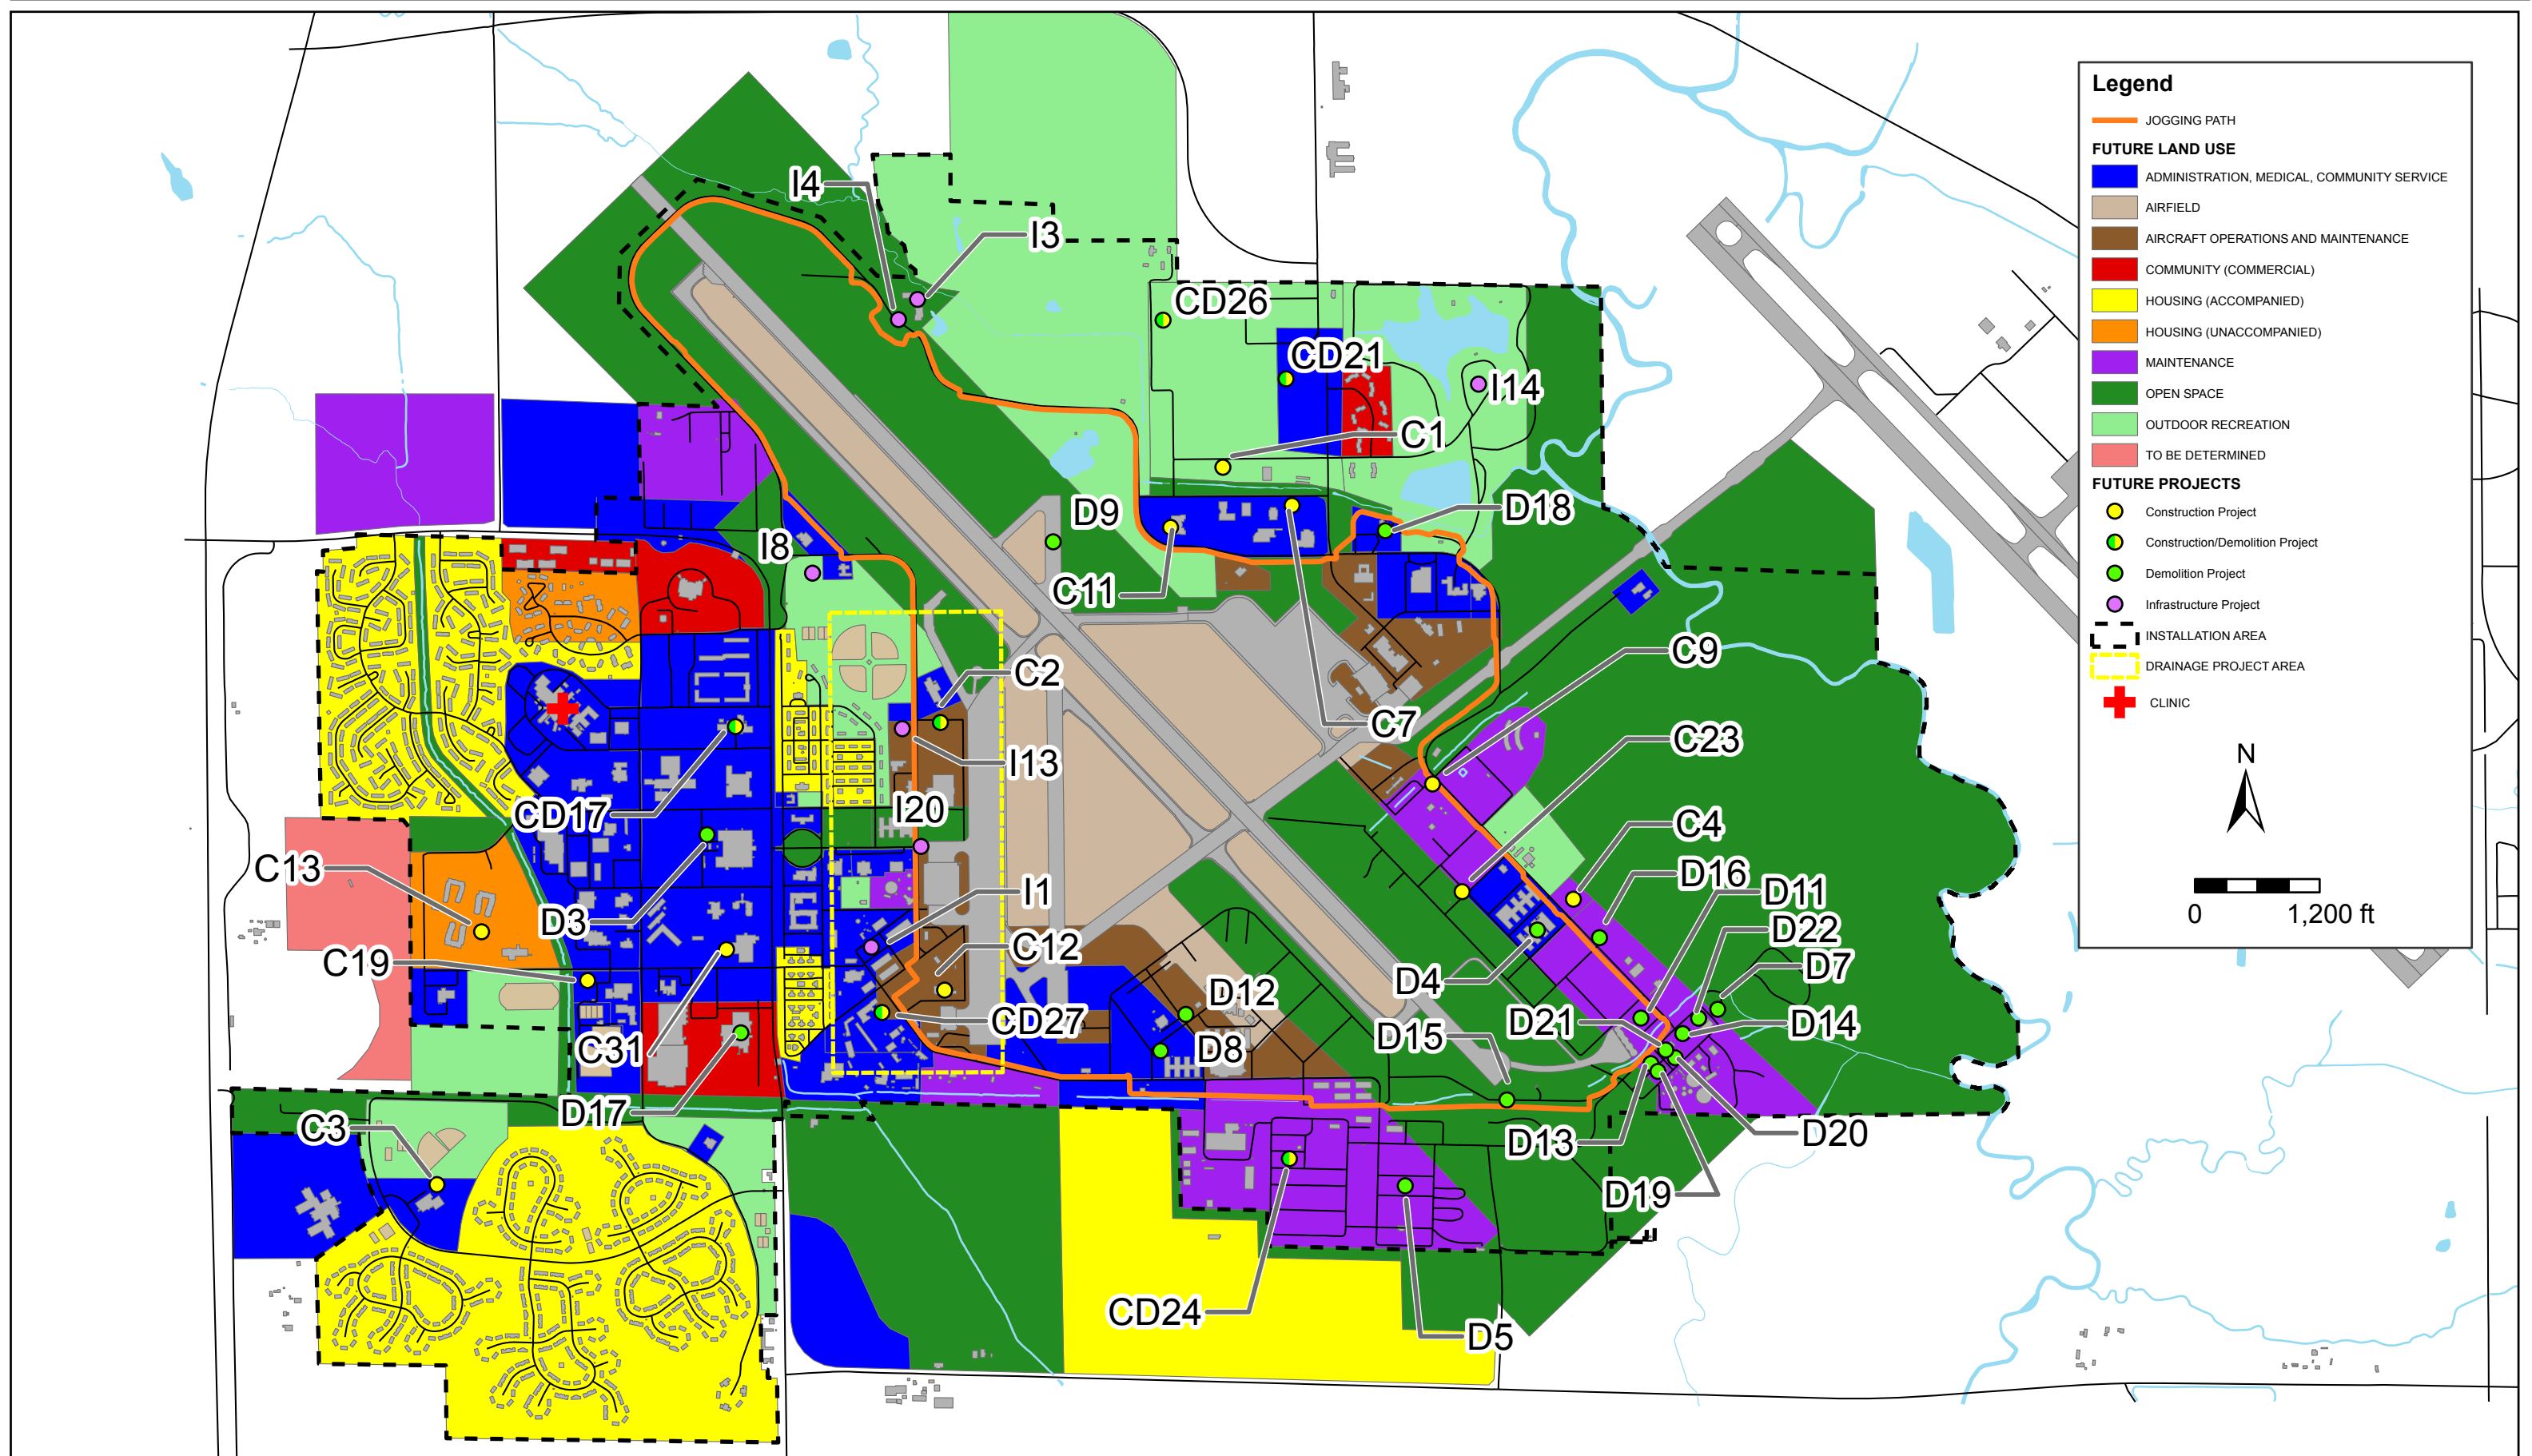 I4
I3
CD26
CD21
I14
C1
D9
D18
I8
C11
C9
C2
C7
C23
I13
CD17
I20
C4
C13
D16
D11
I1
D3
D22
C12
C19
D7
D4
D12
CD27
D21
D14
D15
C31
D8
D17
C3
D20
D13
D19
CD24
D5
Legend
JOGGING PATH
FUTURE LAND USE
ADMINISTRATION, MEDICAL, COMMUNITY SERVICE
AIRFIELD
AIRCRAFT OPERATIONS AND MAINTENANCE
COMMUNITY (COMMERCIAL)
HOUSING (ACCOMPANIED)
HOUSING (UNACCOMPANIED)
MAINTENANCE
OPEN SPACE
OUTDOOR RECREATION
TO BE DETERMINED
FUTURE PROJECTS
Construction Project
Construction/Demolition Project
Demolition Project
Infrastructure Project
INSTALLATION AREA
DRAINAGE PROJECT AREA
CLINIC
N
0 1,200 ft